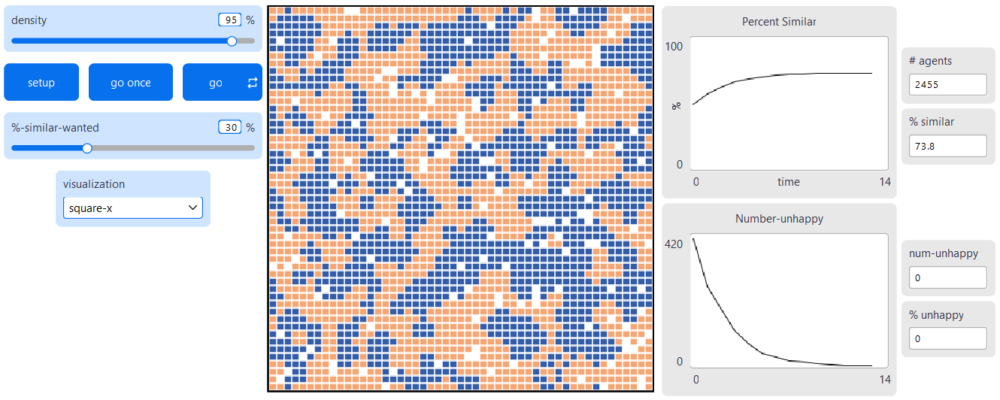 density 95 %
setup
go once
go
%-similar-wanted 30 %
visualization
square-x
Percent Similar
100
%
0
0 time 14
Number-unhappy
420
0
0 14
# agents
2455
% similar
73.8
num-unhappy
0
% unhappy
0